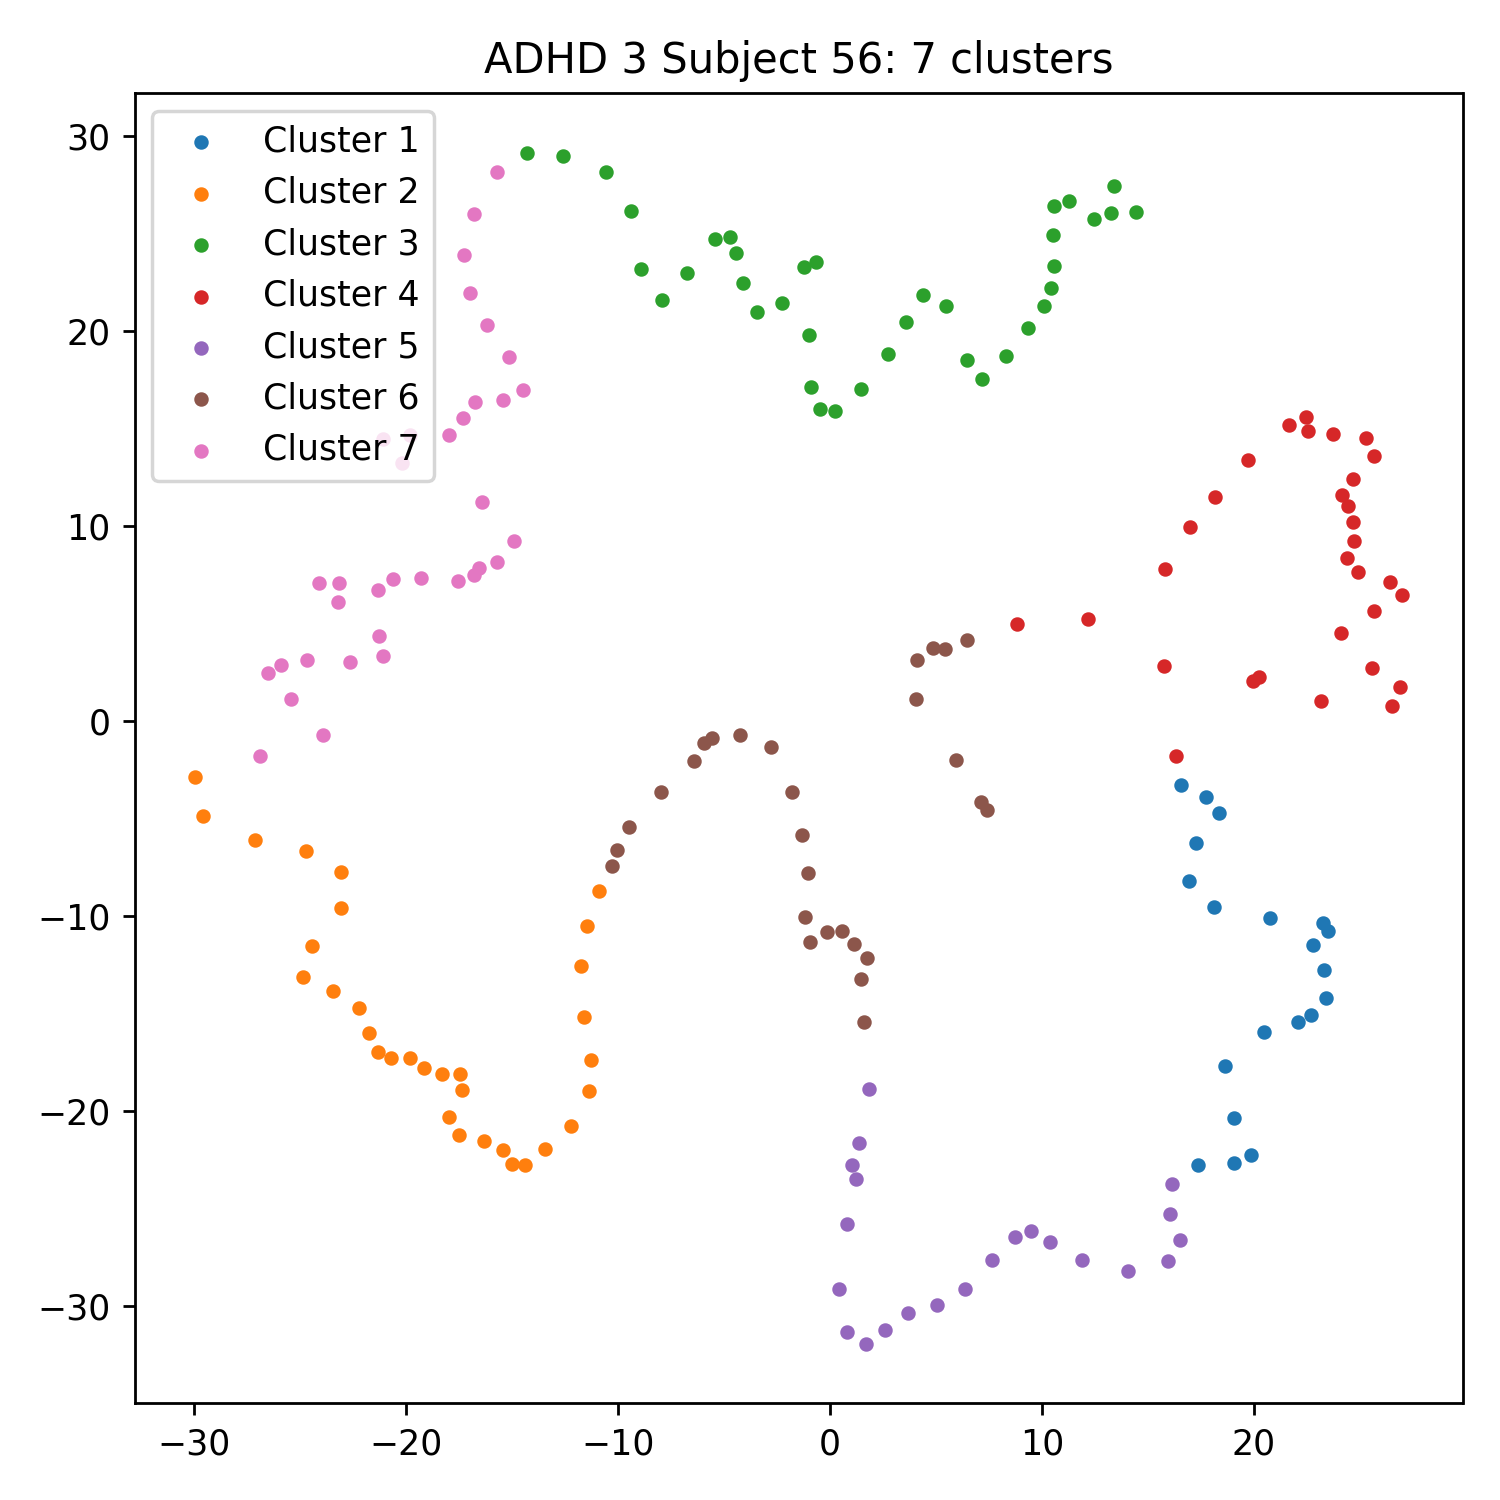 ADHD 3 Subject 56: 7 clusters
Cluster 1
Cluster 2
Cluster 3
Cluster 4
Cluster 5
Cluster 6
Cluster 7
30
20
10
0
−10
−20
−30
−30 −20 −10 0 10 20